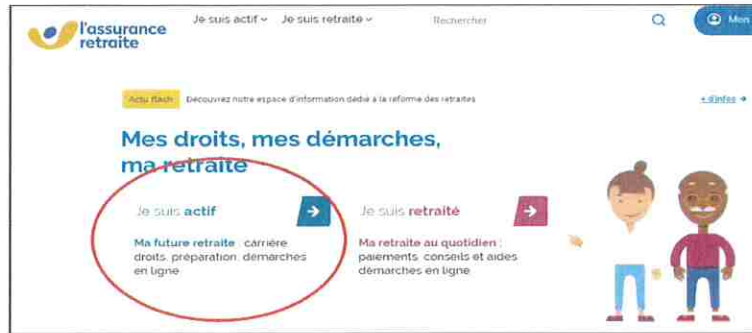 l'assurance
retraite
Je suis actif
Je suis retraité
Rechercher
Mon
Actu flash
Découvrez notre espace d'information dédié à la réforme des retraites
+ d'infos →
Mes droits, mes démarches,
ma retraite
Je suis actif
→
Ma future retraite : carrière
droits, préparation, démarches
en ligne
Je suis retraité
→
Ma retraite au quotidien :
paiements, conseils et aides
démarches en ligne